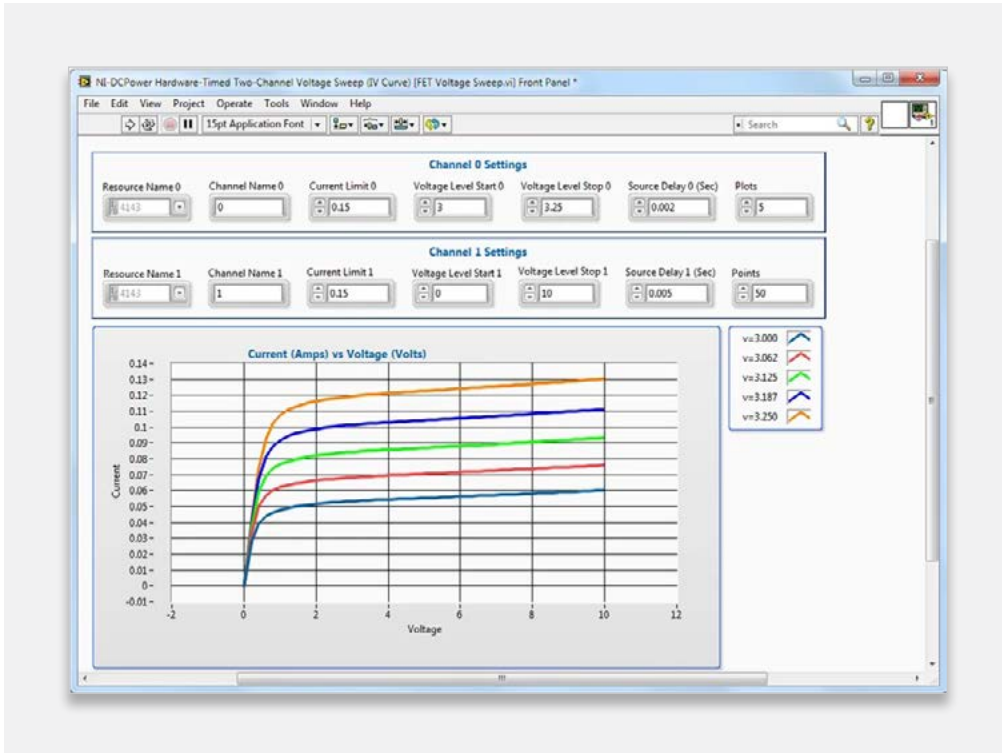 NI-DCPower Hardware-Timed Two-Channel Voltage Sweep (IV Curve) [FET Voltage Sweep.vi] Front Panel *
File Edit View Project Operate Tools Window Help
15pt Application Font
Search
Channel 0 Settings
Resource Name 0 Channel Name 0 Current Limit 0 Voltage Level Start 0 Voltage Level Stop 0 Source Delay 0 (Sec) Plots
4143 0 0.15 3 3.25 0.002 5
Channel 1 Settings
Resource Name 1 Channel Name 1 Current Limit 1 Voltage Level Start 1 Voltage Level Stop 1 Source Delay 1 (Sec) Points
4143 1 0.15 0 10 0.005 50
Current (Amps) vs Voltage (Volts)
0.14
0.13
0.12
0.11
0.1
0.09
0.08
0.07
0.06
0.05
0.04
0.03
0.02
0.01
0
-0.01
Current
-2 0 2 4 6 8 10 12
Voltage
v=3.000
v=3.062
v=3.125
v=3.187
v=3.250